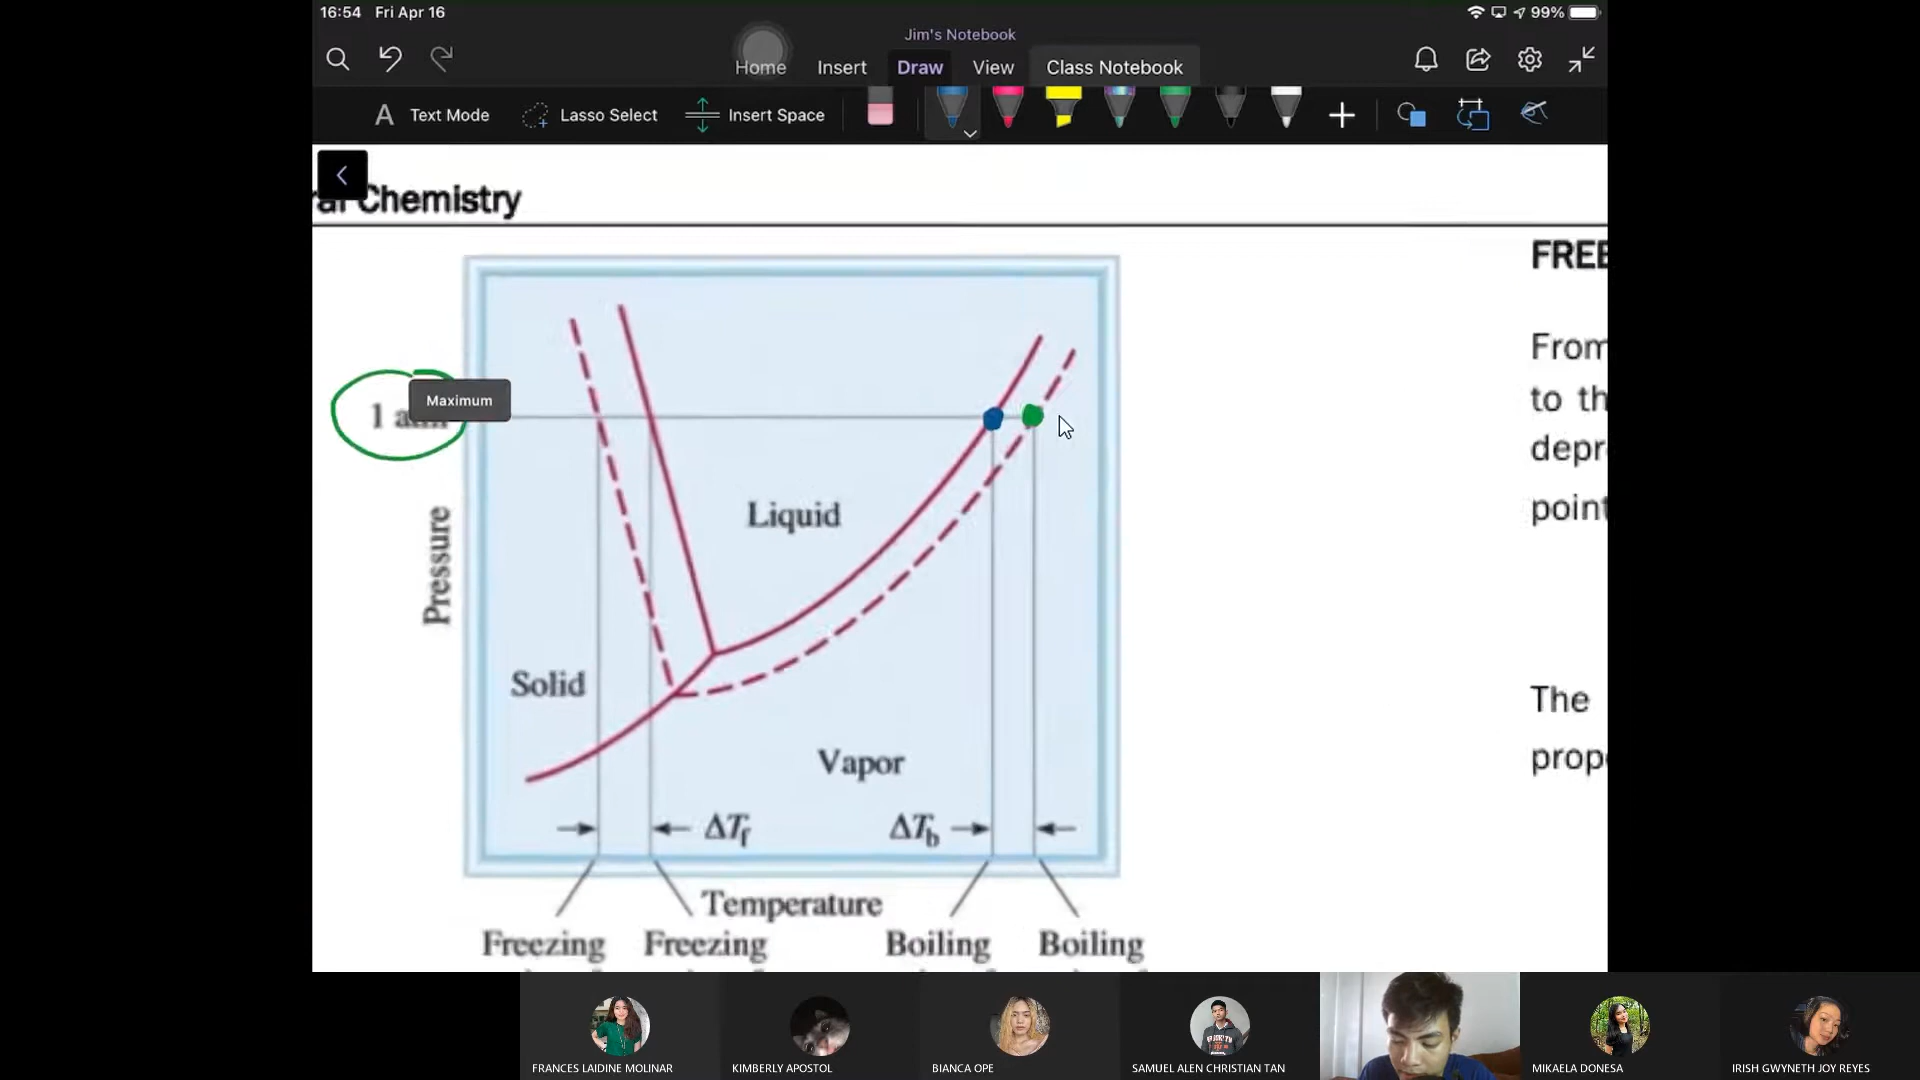 16:54 Fri Apr 16
99%
Jim's Notebook
Home Insert Draw View Class Notebook
A Text Mode Lasso Select Insert Space
Chemistry
FREE
From
to th
depr
point
The
prop
Maximum
1
Pressure
Liquid
Solid
Vapor
ΔTf ΔTb
Temperature
Freezing Freezing Boiling Boiling
FRANCES LAIDINE MOLINAR KIMBERLY APOSTOL BIANCA OPE SAMUEL ALEN CHRISTIAN TAN MIKAELA DONESA IRISH GWYNETH JOY REYES